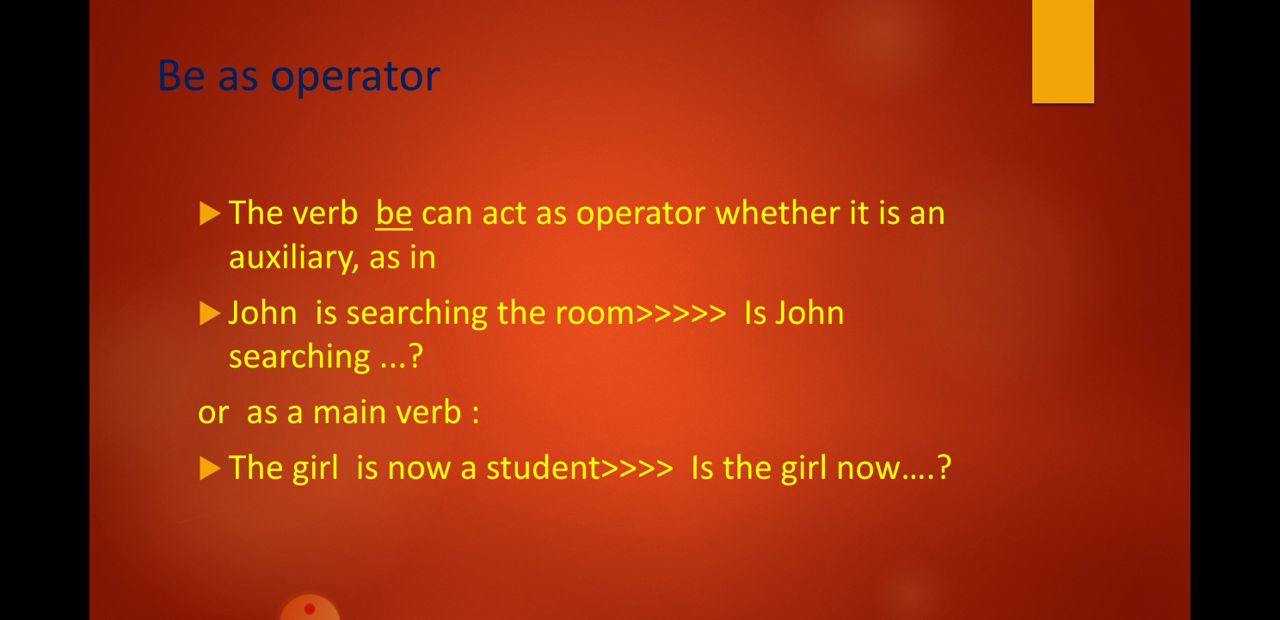 Be as operator
The verb be can act as operator whether it is an
auxiliary, as in
John is searching the room>>>>> Is John
searching ...?
or as a main verb :
The girl is now a student>>>> Is the girl now....?